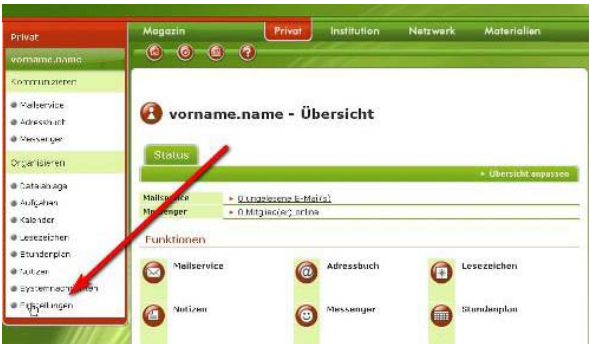 Privat
Magazin Privat Institution Netzwerk Materialien
vorname.name
Kommunizieren
Mailservice
Adressbuch
Messenger
Organisieren
Dateiablage
Aufgaben
Kalender
Lesezeichen
Stundenplan
Notizen
Systemnachrichten
Einstellungen
vorname.name - Übersicht
Status
Übersicht anpassen
Mailservice 0 ungelesene E-Mail(s)
Messenger 0 Mitglied(er) online
Funktionen
Mailservice Adressbuch Lesezeichen
Notizen Messenger Stundenplan